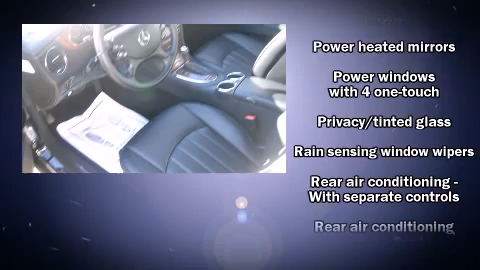 Power heated mirrors
Power windows
with 4 one-touch
Privacy/tinted glass
Rain sensing window wipers
Rear air conditioning -
With separate controls
Rear air conditioning